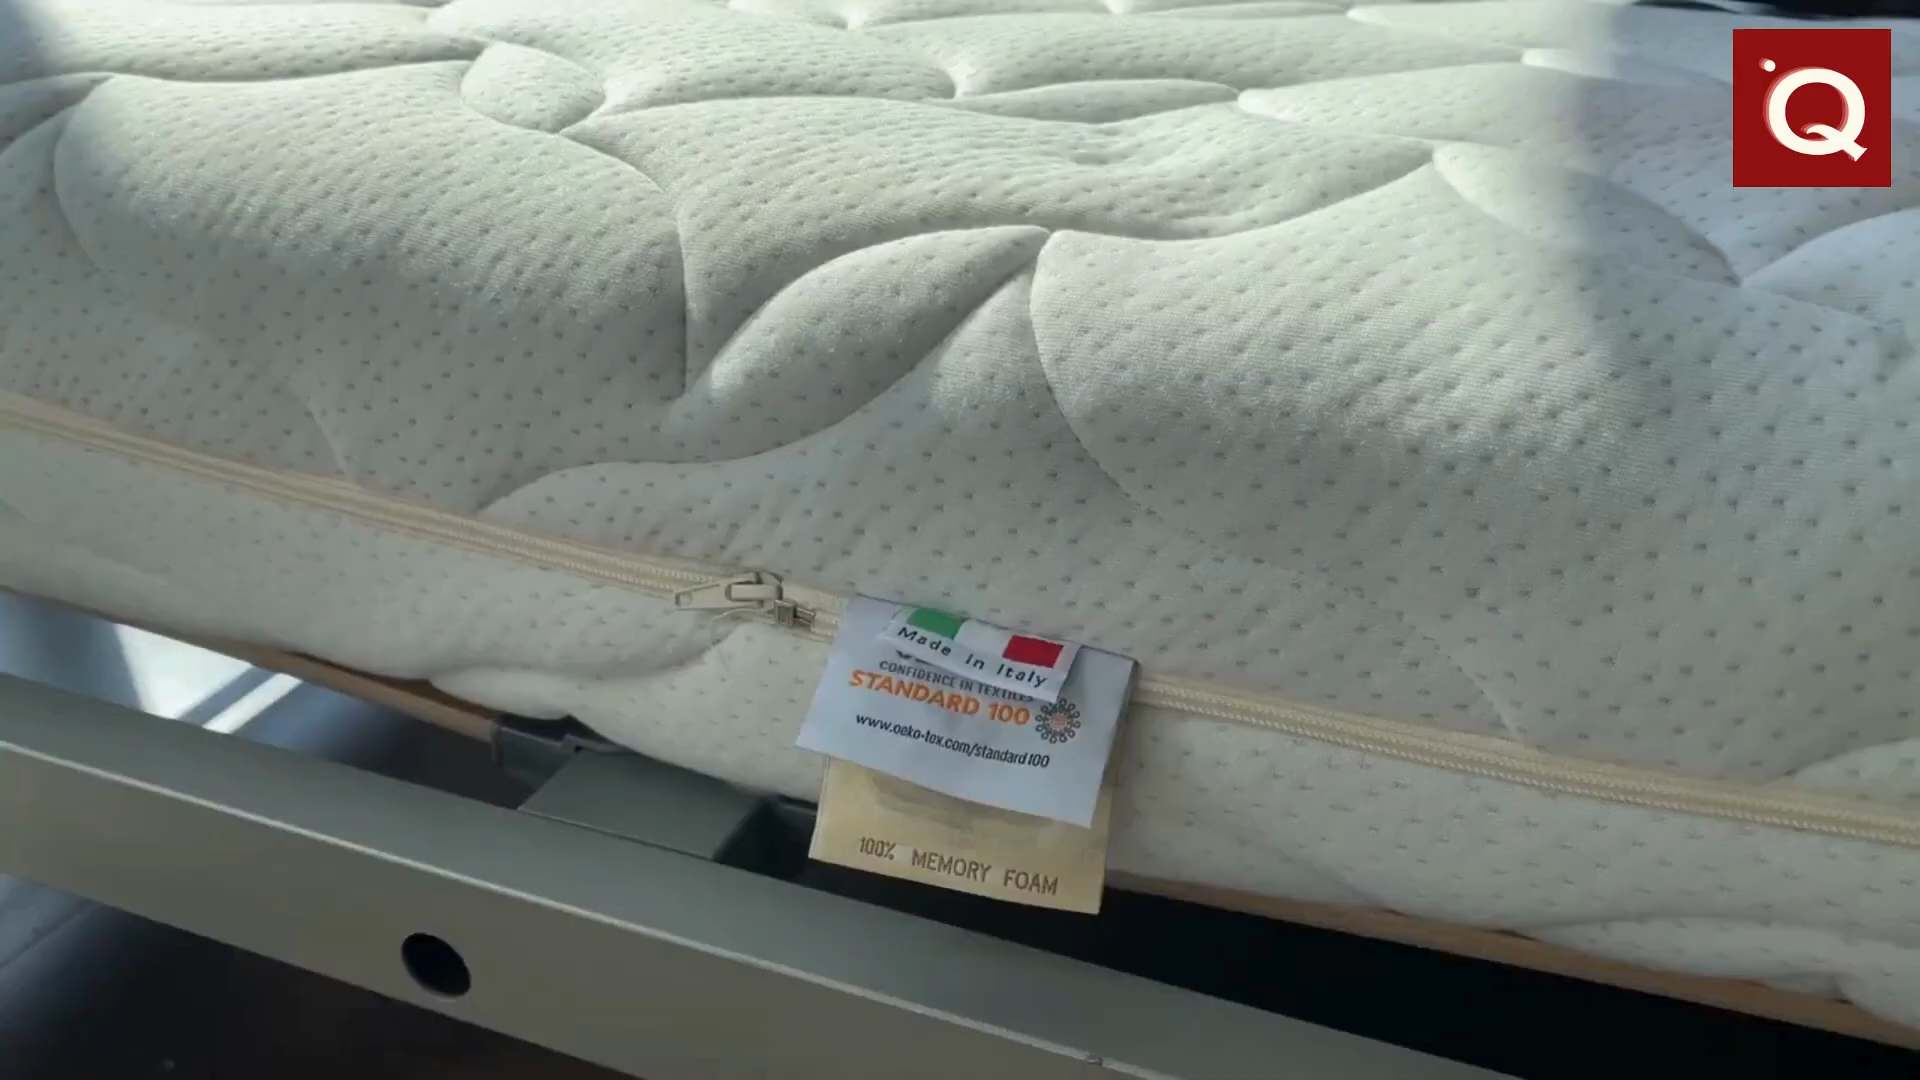 Q
Made in Italy
CONFIDENCE IN TEXTILES
STANDARD 100
www.oeko-tex.com/standard100
100% MEMORY FOAM